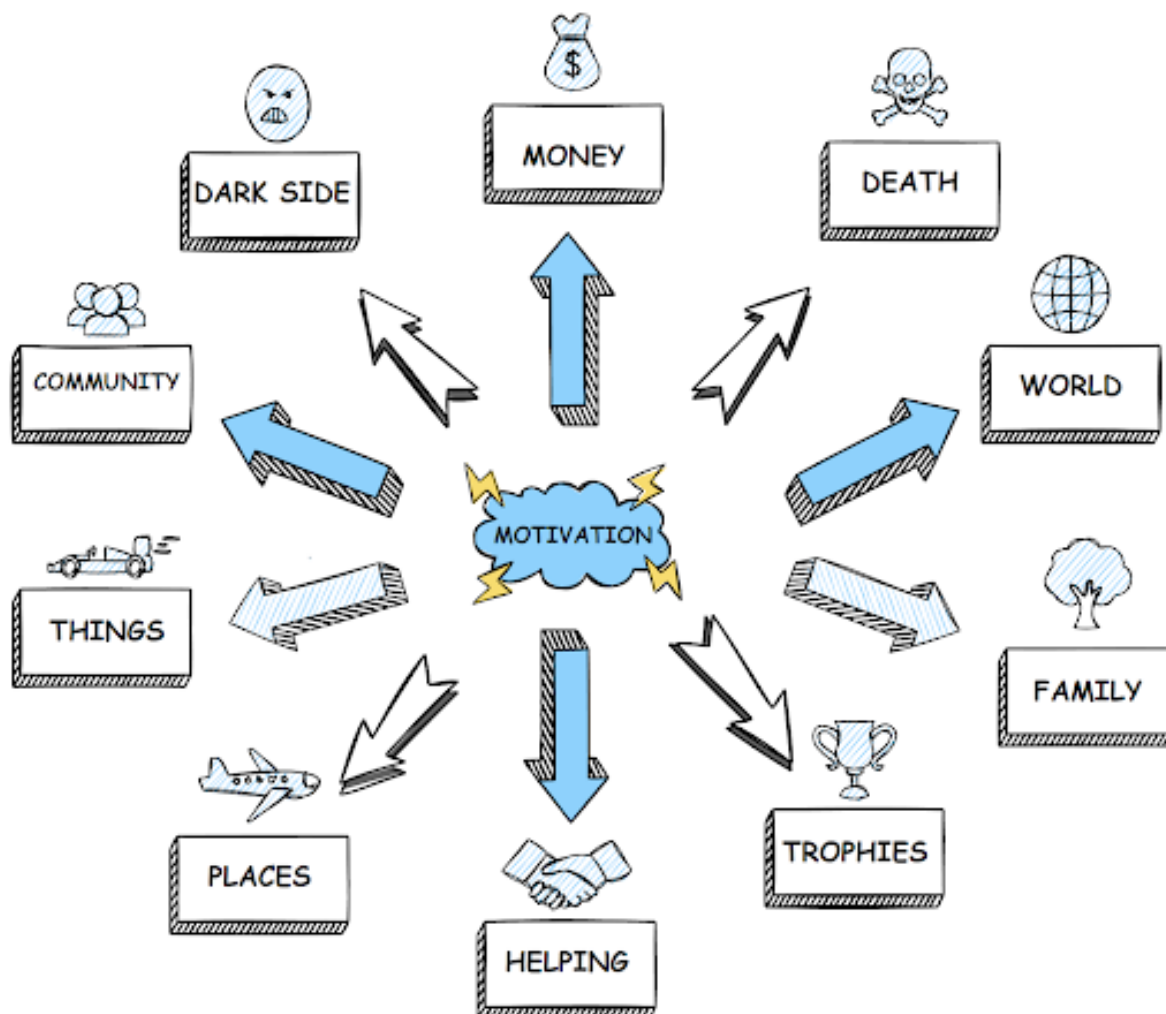 $
MONEY
DEATH
DARK SIDE
WORLD
COMMUNITY
MOTIVATION
THINGS
FAMILY
TROPHIES
PLACES
HELPING